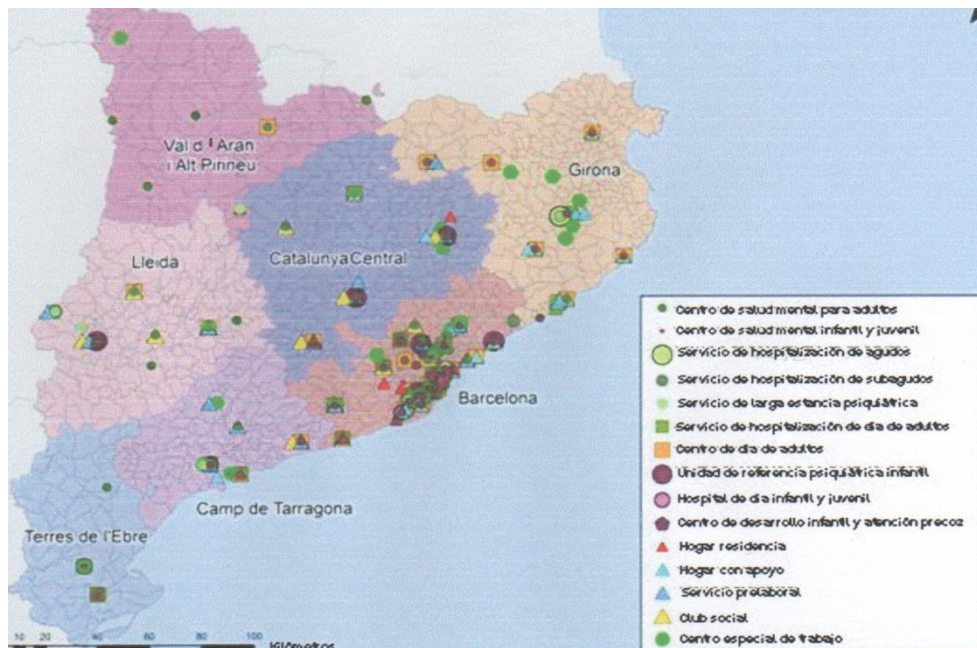 Val d'Aran
i Alt Pirineu
Girona
Lleida
Catalunya Central
Barcelona
Camp de Tarragona
Terres de l'Ebre
10 20 40 60 80 100
Kilómetros
Centro de salud mental para adultos
Centro de salud mental infantil y juvenil
Servicio de hospitalización de agudos
Servicio de hospitalización de subagudos
Servicio de larga estancia psiquiátrica
Servicio de hospitalización de dia de adultos
Centro de dia de adultos
Unidad de referencia psiquiátrica infantil
Hospital de dia infantil y juvenil
Centro de desarrollo infantil y atención precoz
Hogar residencia
Hogar con apoyo
Servicio prelaboral
Club social
Centro especial de trabajo